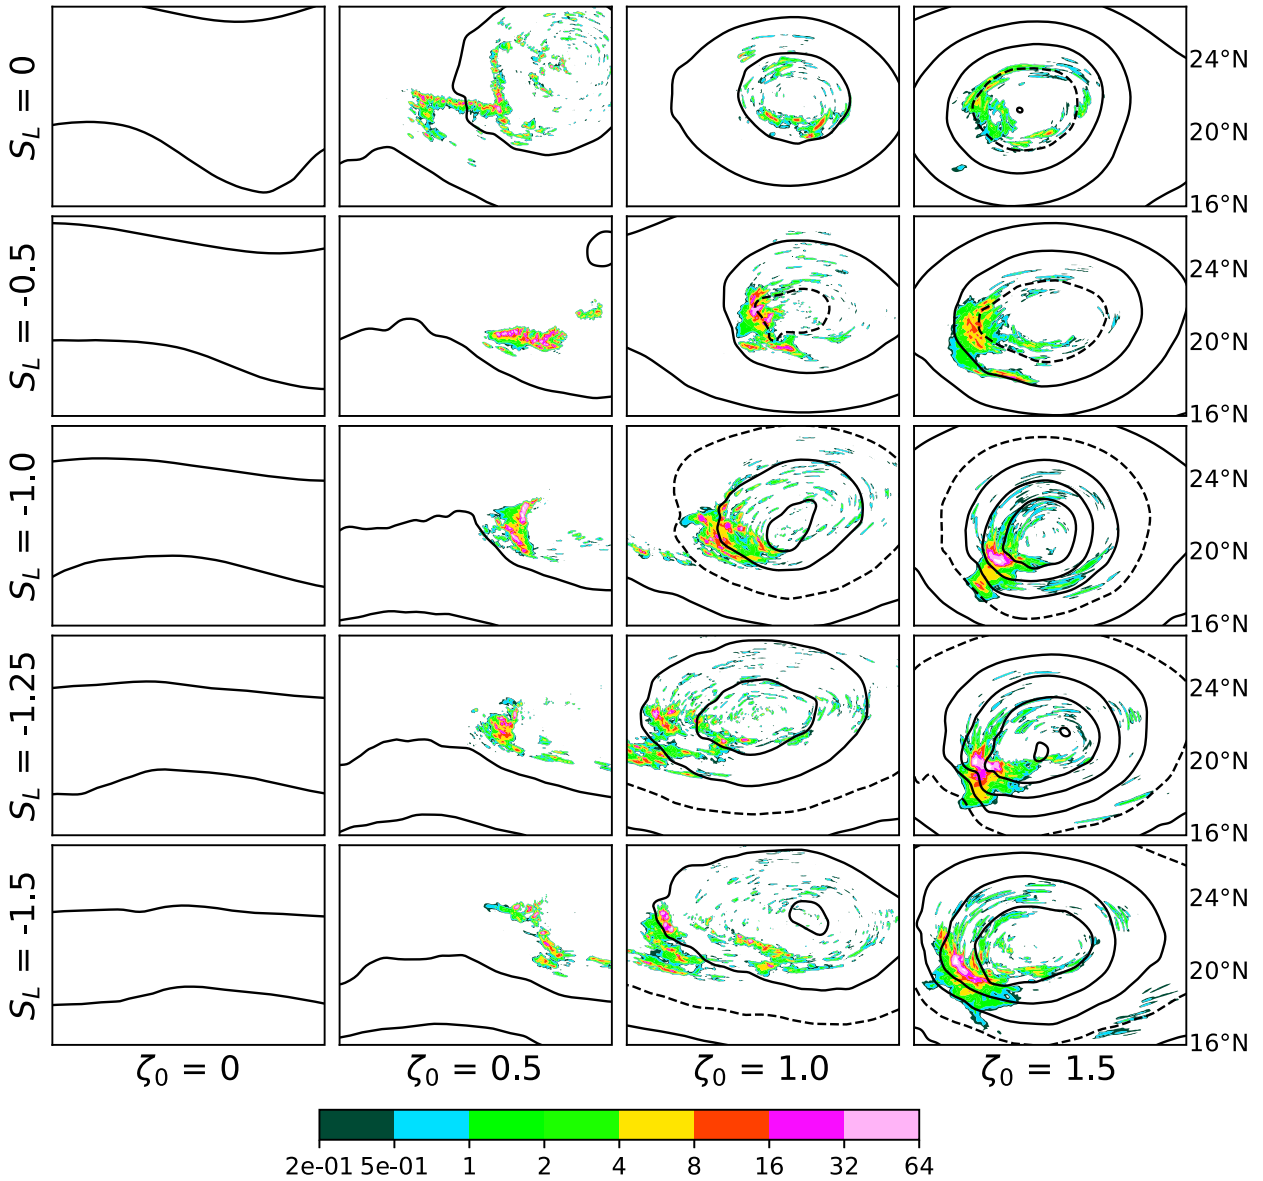 S_L = 0
24°N
20°N
16°N
S_L = -0.5
24°N
20°N
16°N
S_L = -1.0
24°N
20°N
16°N
S_L = -1.25
24°N
20°N
16°N
S_L = -1.5
24°N
20°N
16°N
ζ₀ = 0 ζ₀ = 0.5 ζ₀ = 1.0 ζ₀ = 1.5
2e-01 5e-01 1 2 4 8 16 32 64